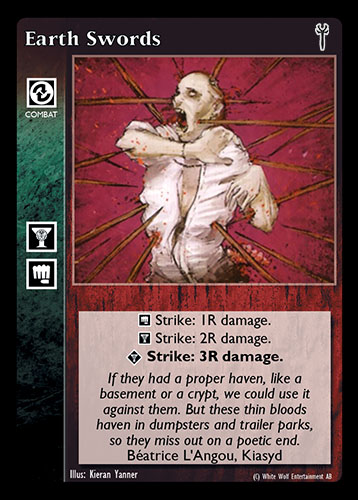 Earth Swords
COMBAT
Strike: 1R damage.
Strike: 2R damage.
Strike: 3R damage.
If they had a proper haven, like a
basement or a crypt, we could use it
against them. But these thin bloods
haven in dumpsters and trailer parks,
so they miss out on a poetic end.
Béatrice L'Angou, Kiasyd
Illus: Kieran Yanner
(C) White Wolf Entertainment AB